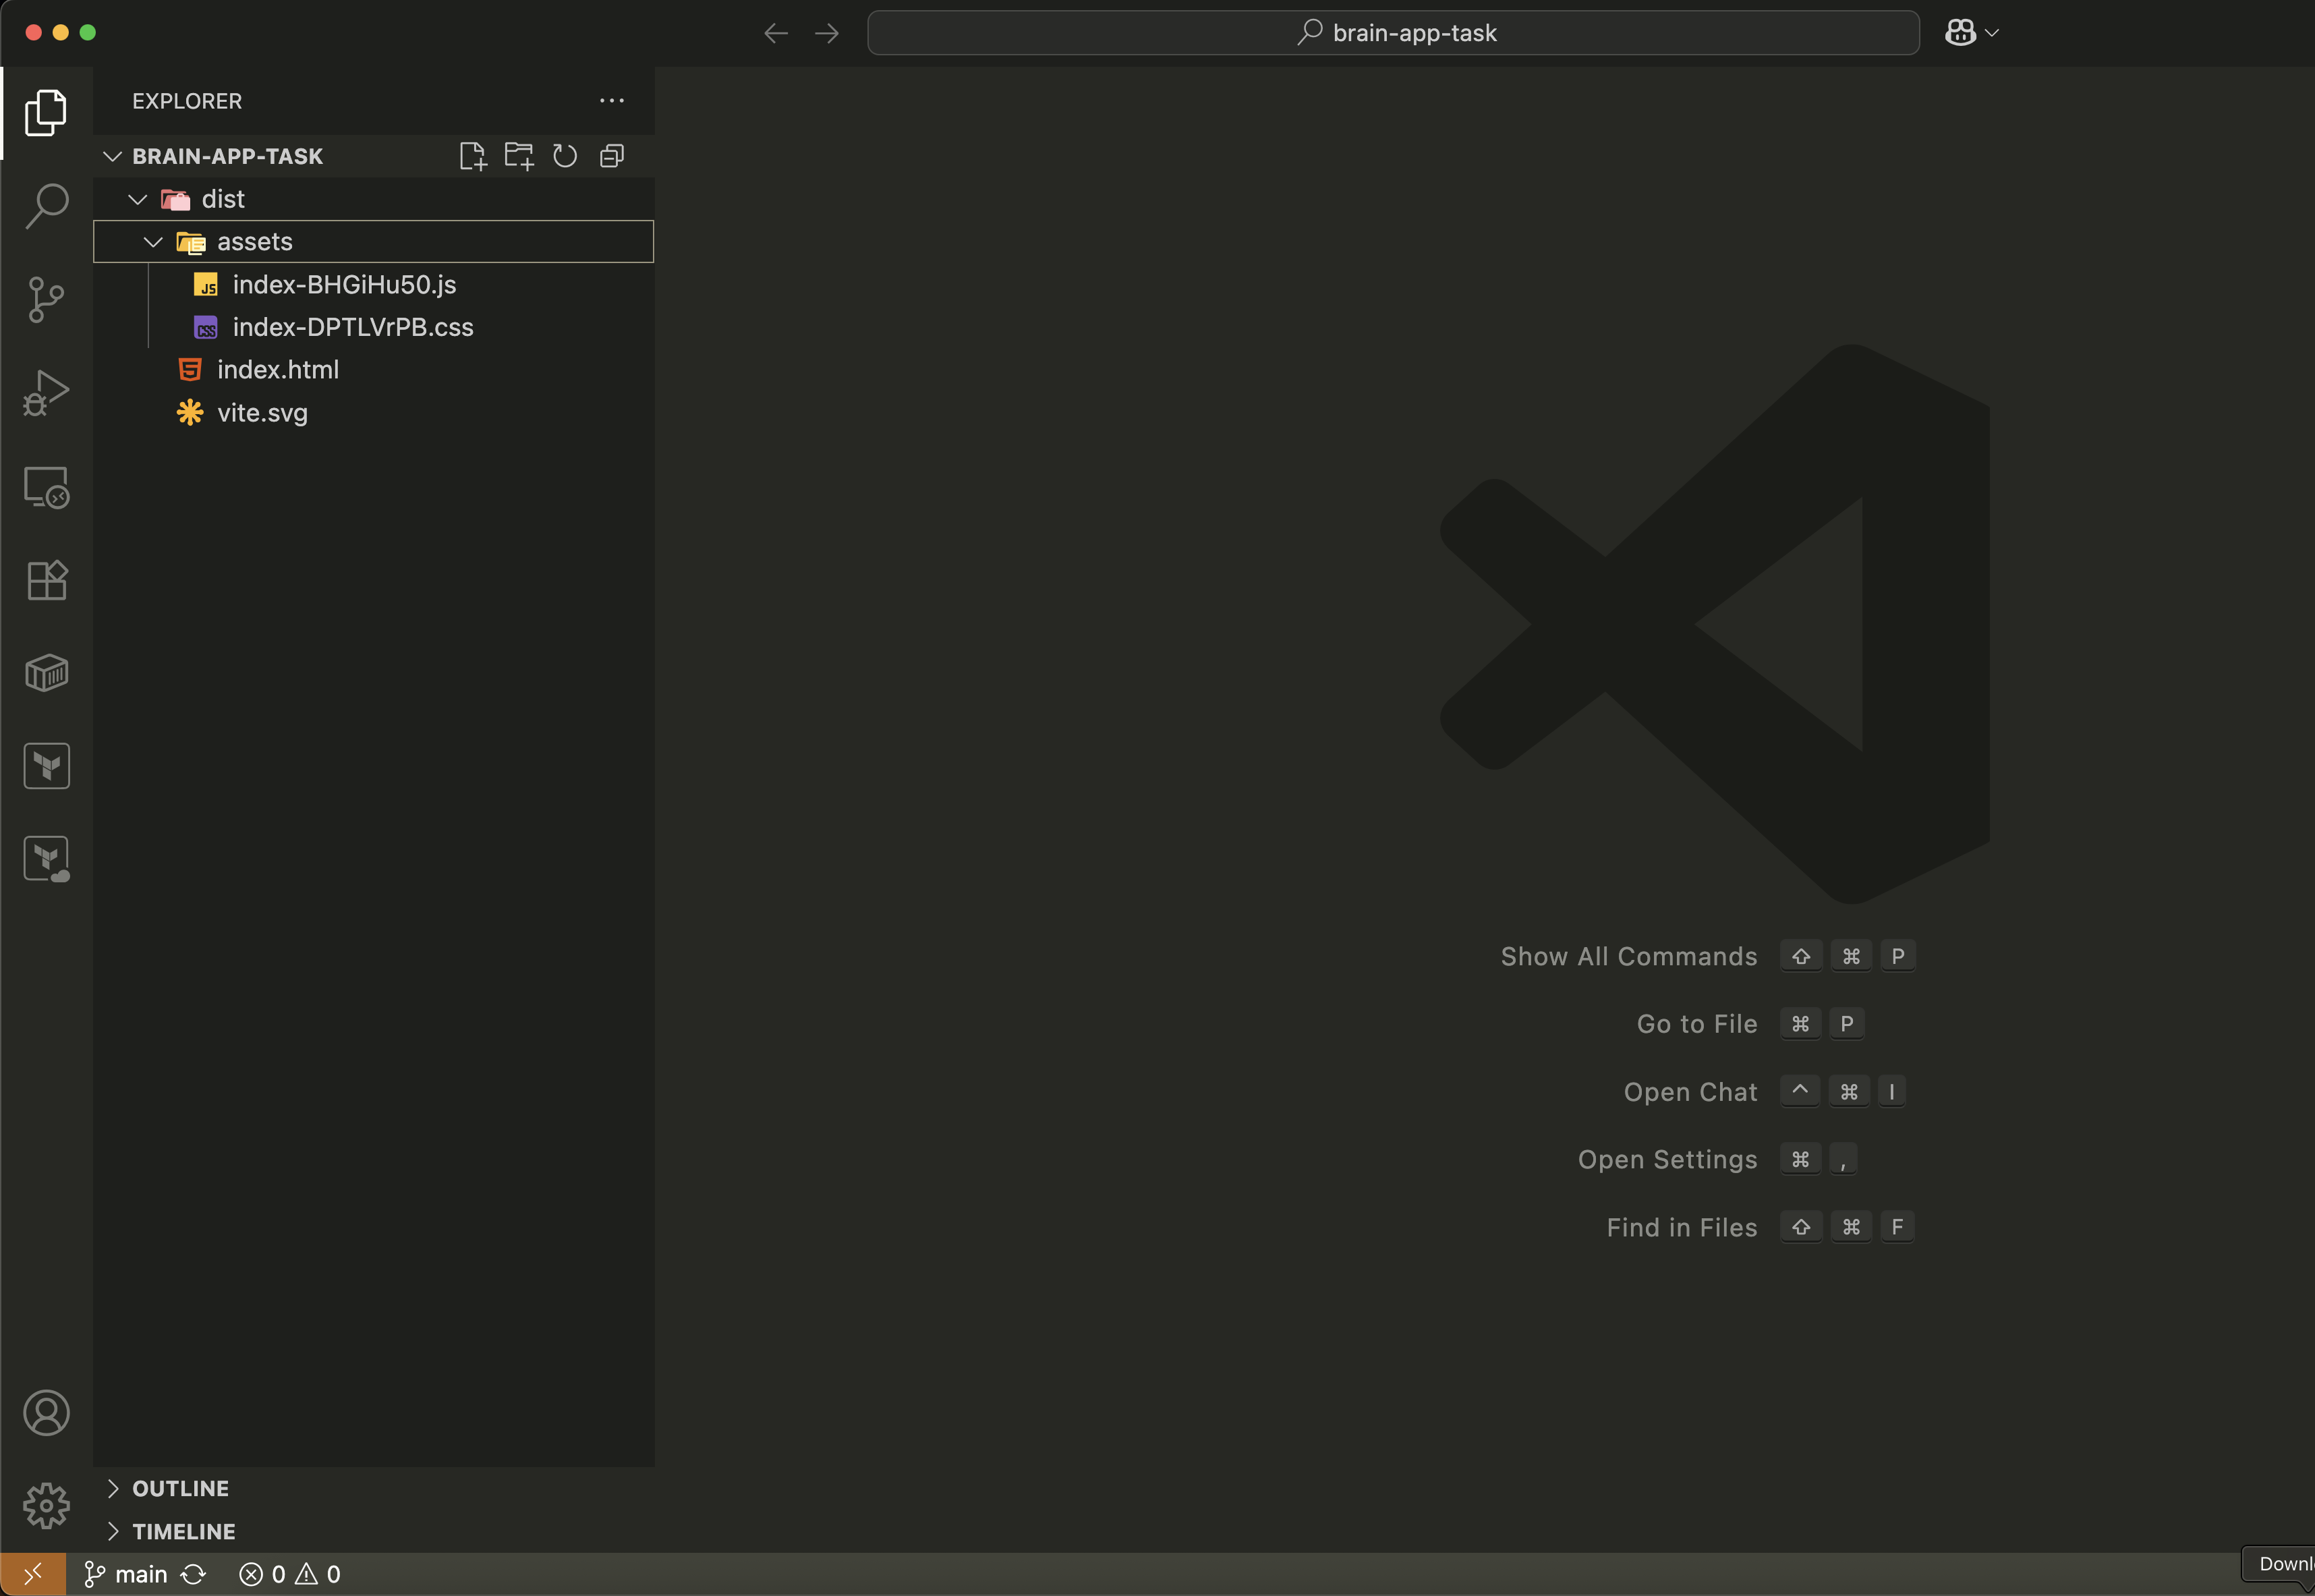 brain-app-task
EXPLORER
BRAIN-APP-TASK
dist
assets
index-BHGiHu50.js
index-DPTLVrPB.css
index.html
vite.svg
Show All Commands ⇧ ⌘ P
Go to File ⌘ P
Open Chat ^ ⌘ I
Open Settings ⌘ ,
Find in Files ⇧ ⌘ F
OUTLINE
TIMELINE
main 0 0